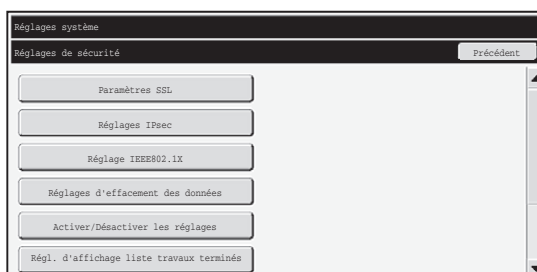 Réglages système
Réglages de sécurité
Précédent
Paramètres SSL
Réglages IPsec
Réglage IEEE802.1X
Réglages d'effacement des données
Activer/Désactiver les réglages
Régl. d'affichage liste travaux terminés